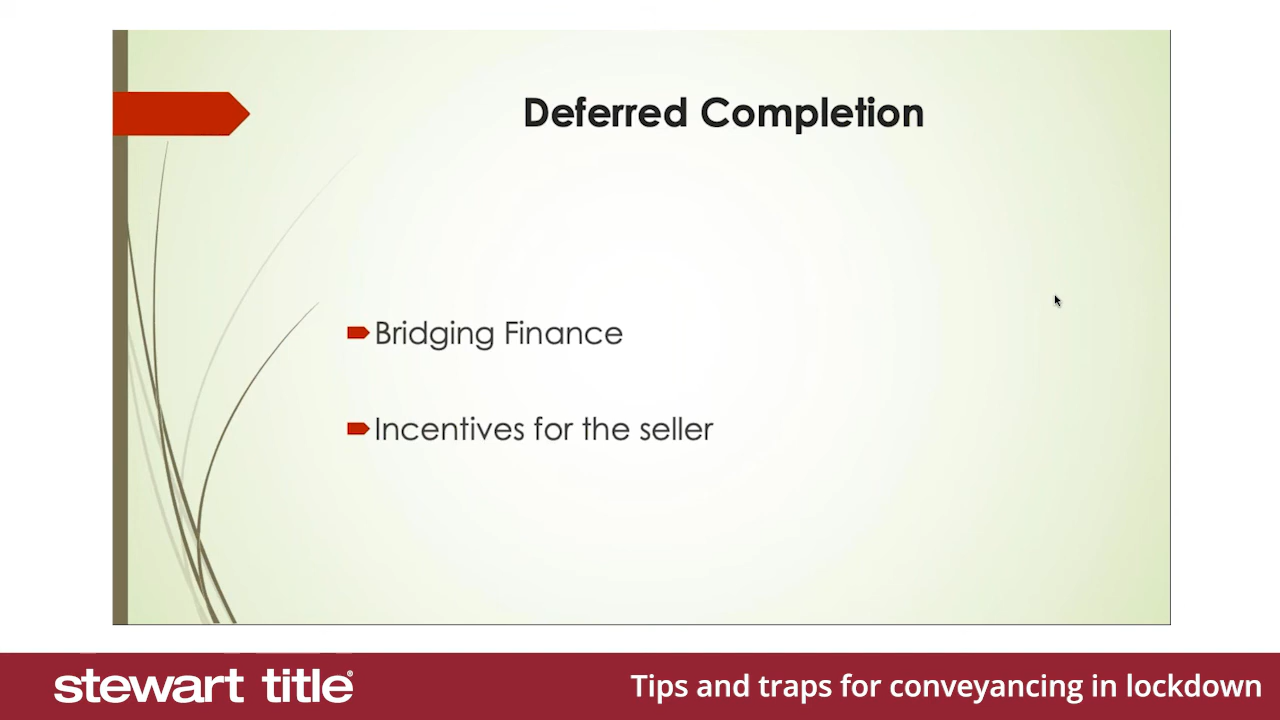 Deferred Completion
Bridging Finance
Incentives for the seller
stewart title®
Tips and traps for conveyancing in lockdown